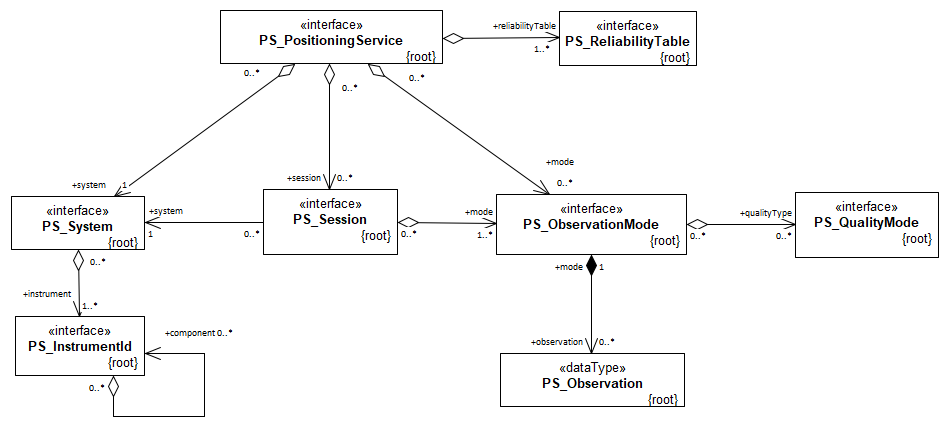 «interface»
PS_PositioningService
{root}
+reliabilityTable
1..*
«interface»
PS_ReliabilityTable
{root}
0..*
0..*
0..*
+system
1
+session
0..*
+mode
0..*
«interface»
PS_System
{root}
+system
1
0..*
«interface»
PS_Session
{root}
0..*
+mode
1..*
«interface»
PS_ObservationMode
{root}
0..*
+qualityType
0..*
«interface»
PS_QualityMode
{root}
0..*
+instrument
1..*
+mode
1
+observation
0..*
«interface»
PS_InstrumentId
{root}
+component 0..*
0..*
«dataType»
PS_Observation
{root}